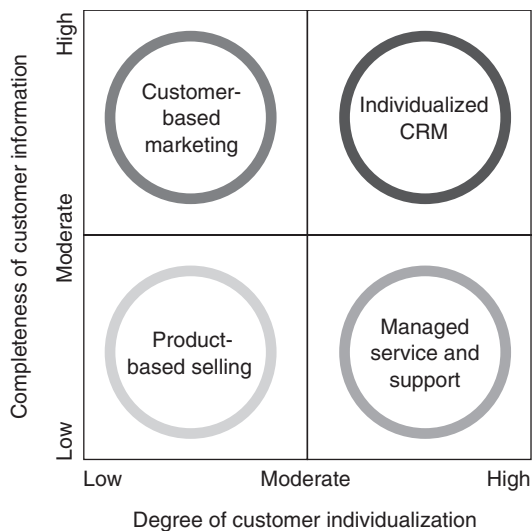 High
Moderate
Low
Completeness of customer information
Customer-
based
marketing
Individualized
CRM
Product-
based selling
Managed
service and
support
Low
Moderate
High
Degree of customer individualization